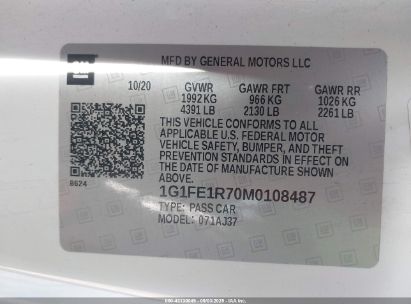 MFD BY GENERAL MOTORS LLC
10/20 GVWR GAWR FRT GAWR RR
1992 KG 966 KG 1026 KG
4391 LB 2130 LB 2261 LB
THIS VEHICLE CONFORMS TO ALL
APPLICABLE U.S. FEDERAL MOTOR
VEHICLE SAFETY, BUMPER, AND
THEFT PREVENTION STANDARDS
IN EFFECT ON THE DATE OF
MANUFACTURE SHOWN
ABOVE.
8624
1G1FE1R70M0108487
TYPE: PASS CAR
MODEL: 071AJ37